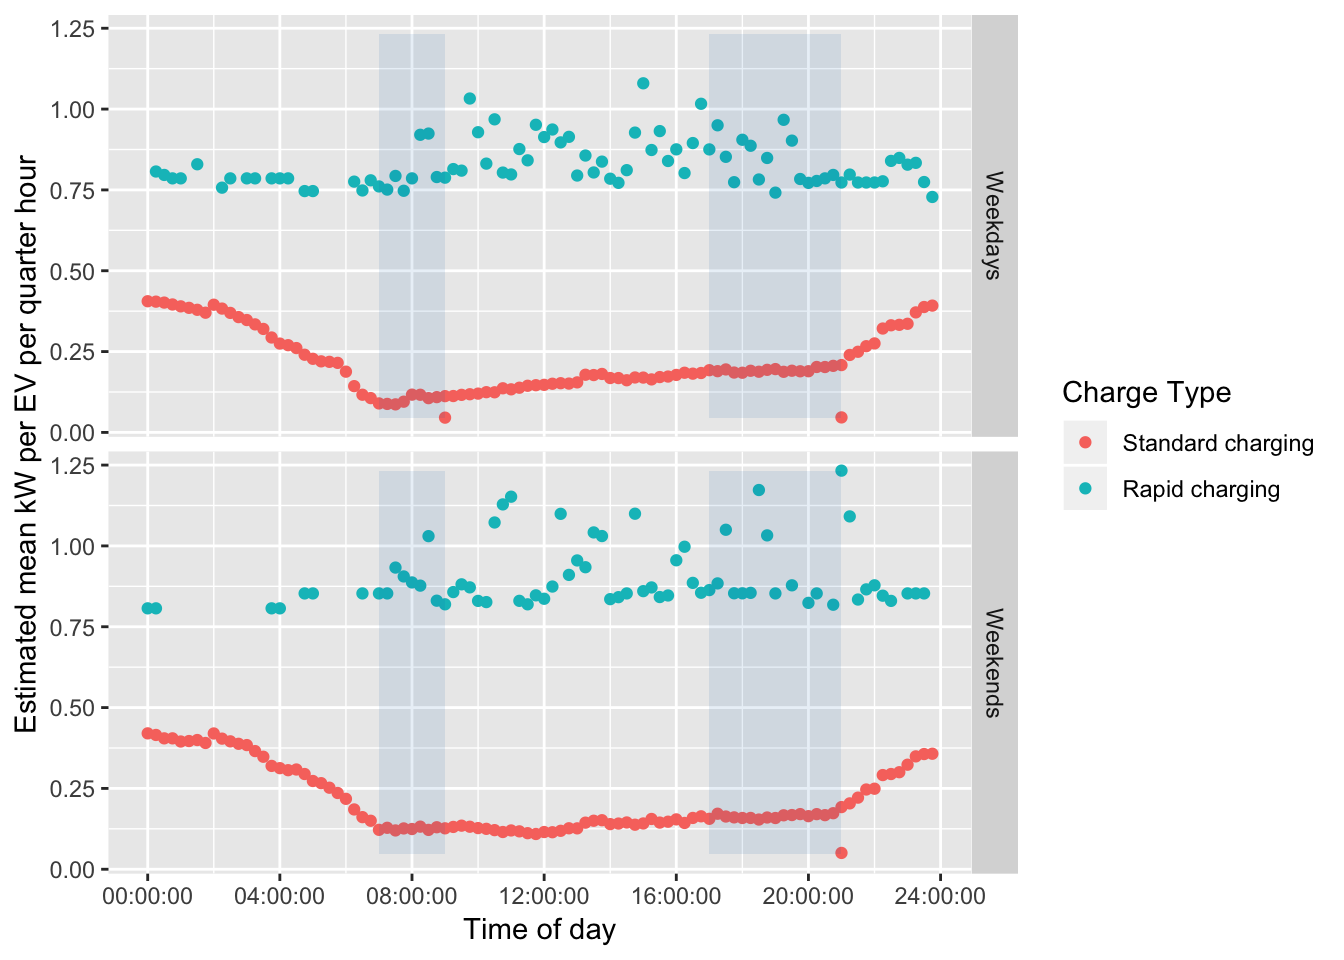 Estimated mean kW per EV per quarter hour
1.25
1.00
0.75
0.50
0.25
0.00
Weekdays
1.25
1.00
0.75
0.50
0.25
0.00
Weekends
00:00:00 04:00:00 08:00:00 12:00:00 16:00:00 20:00:00 24:00:00
Time of day
Charge Type
Standard charging
Rapid charging